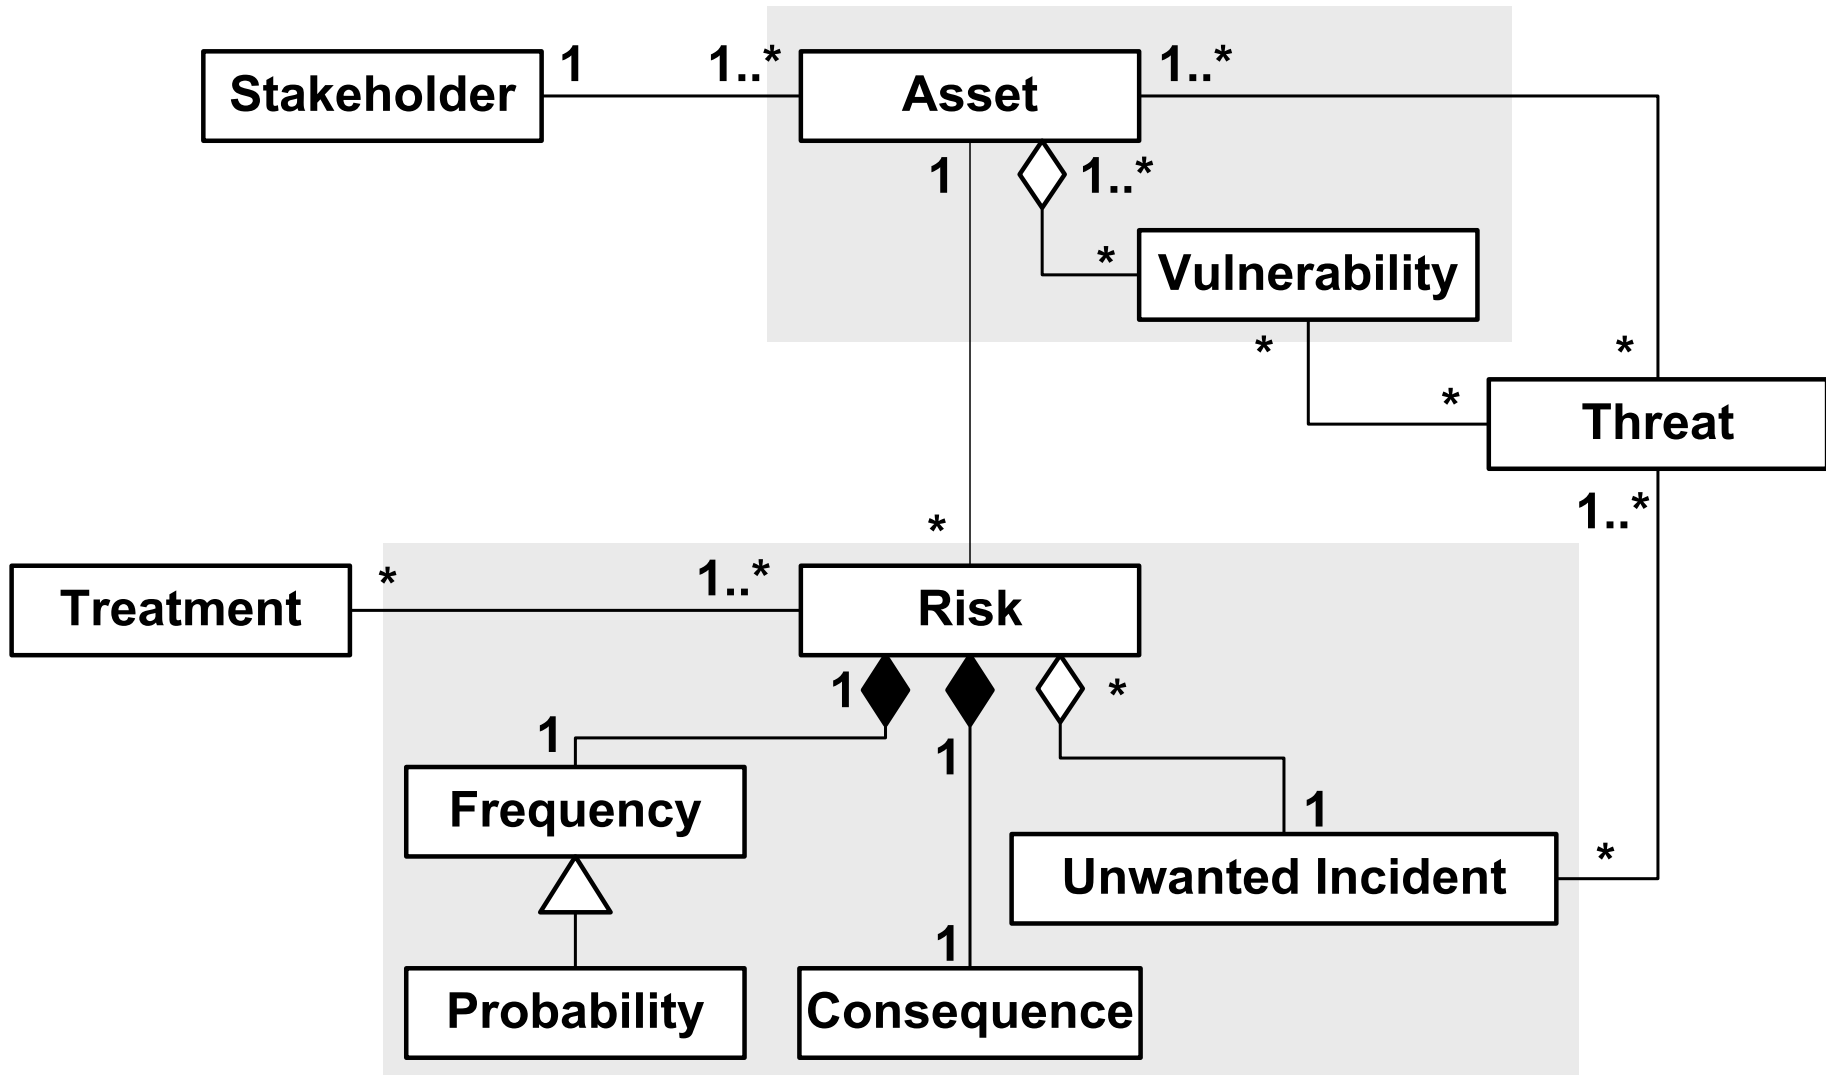 Stakeholder 1 1..* Asset 1..*
1 1..*
* Vulnerability
* *
* Threat
* 1..*
Treatment * 1..* Risk
1 *
1 1
Frequency 1
Unwanted Incident *
1
Probability Consequence